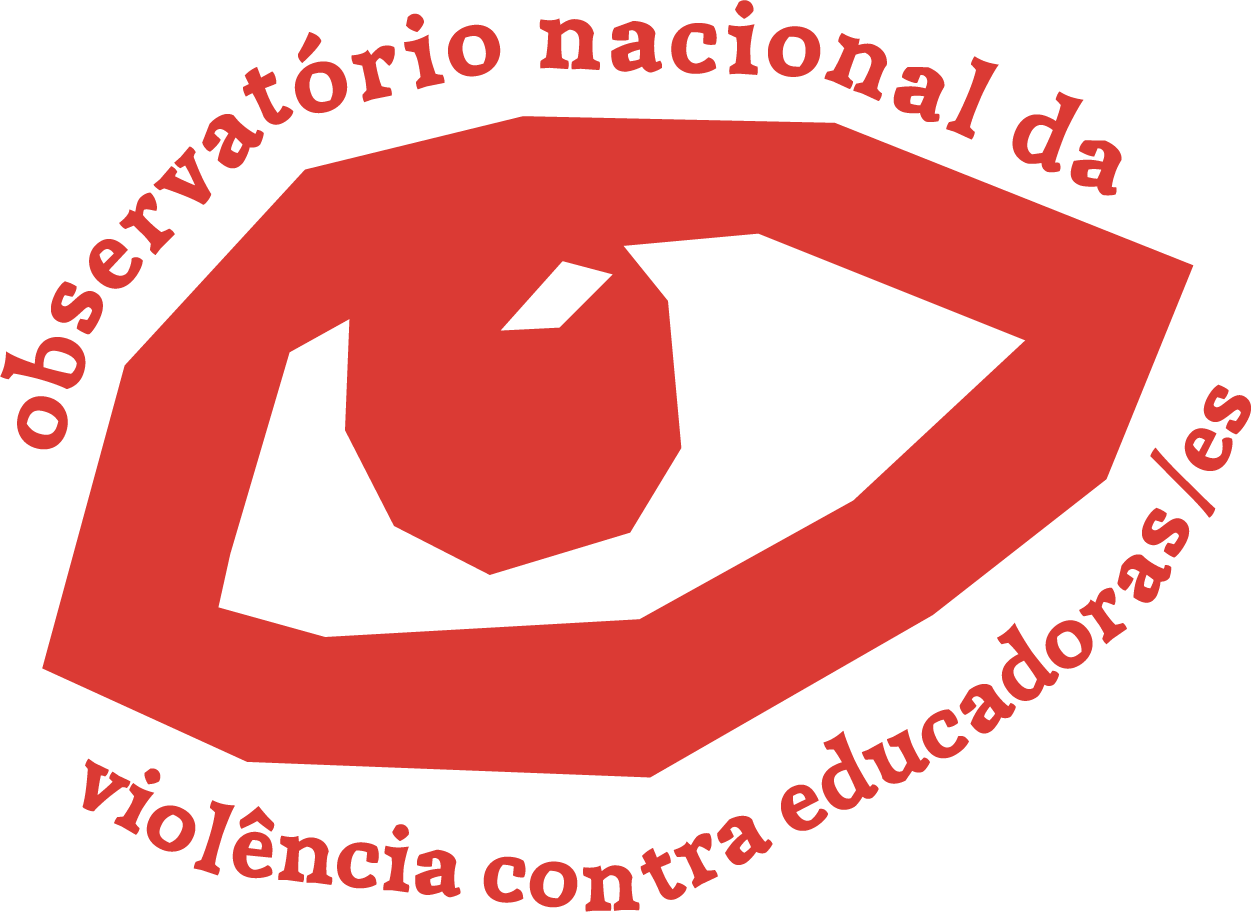 observatório nacional da
violência contra educadoras/es